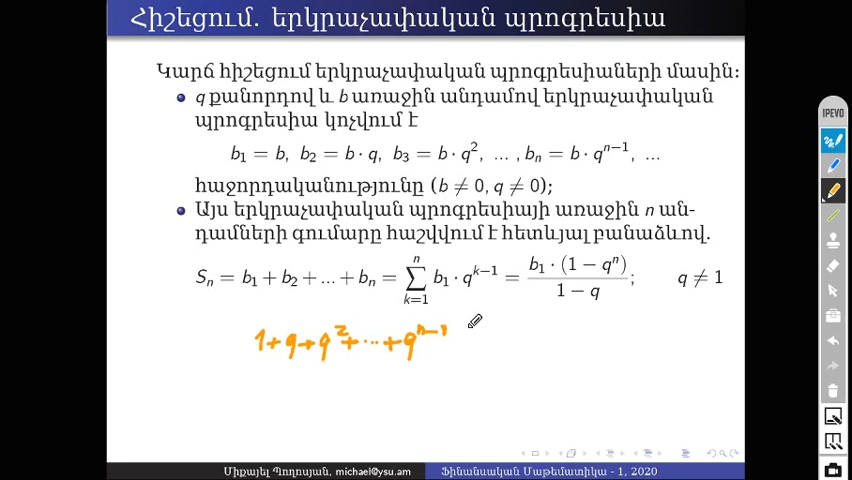 Հիշեցում. երկրաչափական պրոգրեսիա
Կարճ հիշեցում երկրաչափական պրոգրեսիաների մասին:
• q քանորդով և b առաջին անդամով երկրաչափական
պրոգրեսիա կոչվում է
b₁ = b, b₂ = b · q, b₃ = b · q², ... , bₙ = b · qⁿ⁻¹, ...
հաջորդականությունը (b ≠ 0, q ≠ 0);
• Այս երկրաչափական պրոգրեսիայի առաջին n ան-
դամների գումարը հաշվվում է հետևյալ բանաձևով.
Sₙ = b₁ + b₂ + ... + bₙ = ∑ₖ₌₁ⁿ b₁ · qᵏ⁻¹ = b₁ · (1 − qⁿ) / (1 − q); q ≠ 1
1 + q + q² + ... + qⁿ⁻¹
Միքայել Պողոսյան, michael@ysu.am
Ֆինանսական Մաթեմատիկա - 1, 2020
IPEVO